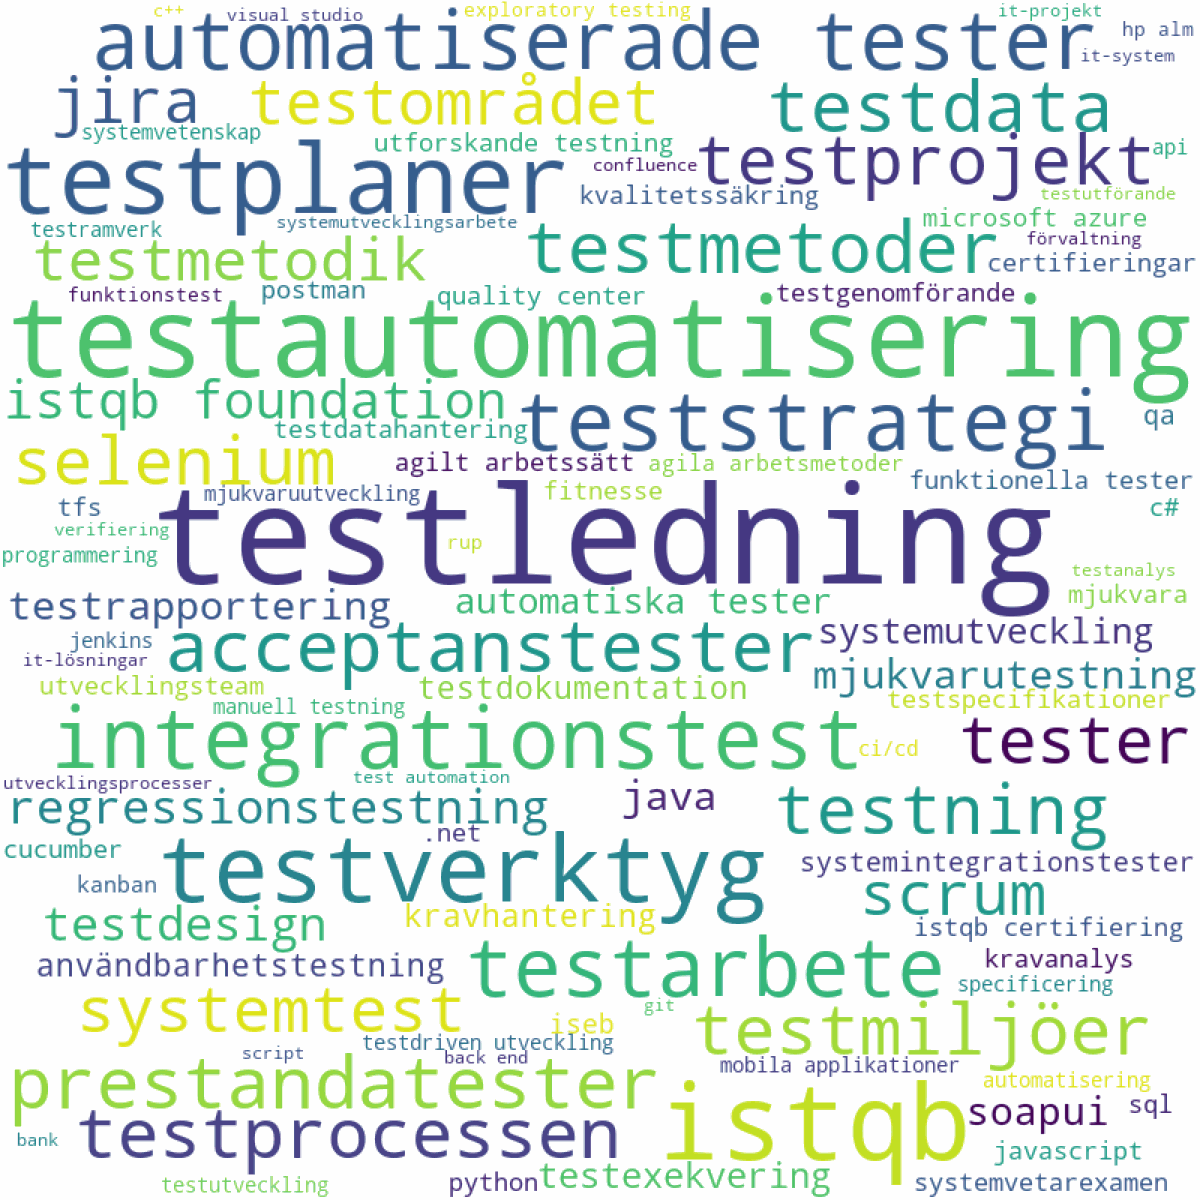 c++
visual studio
exploratory testing
it-projekt
automatiserade tester
hp alm
it-system
jira
testområdet
testdata
systemvetenskap
utforskande testning
testprojekt
api
testplaner
confluence
kvalitetssäkring
testutförande
testramverk
systemutvecklingsarbete
microsoft azure
testmetodik
testmetoder
förvaltning
certifieringar
funktionstest
postman
quality center
testgenomförande
testautomatisering
istqb foundation
teststrategi
qa
testdatahantering
selenium
agilt arbetssätt
agila arbetsmetoder
funktionella tester
mjukvaruutveckling
fitnesse
tfs
c#
verifiering
testledning
programmering
rup
testanalys
testrapportering
automatiska tester
mjukvara
jenkins
acceptanstester
systemutveckling
it-lösningar
mjukvarutestning
utvecklingsteam
testdokumentation
testspecifikationer
manuell testning
integrationstest
ci/cd
tester
utvecklingsprocesser
test automation
regressionstestning
java
testning
.net
cucumber
testverktyg
systemintegrationstester
kanban
scrum
testdesign
kravhantering
istqb certifiering
användbarhetstestning
testarbete
kravanalys
specificering
systemtest
iseb
git
testmiljöer
testdriven utveckling
script
back end
mobila applikationer
prestandatester
automatisering
istqb
soapui
sql
bank
testprocessen
javascript
testutveckling
python
testexekvering
systemvetarexamen